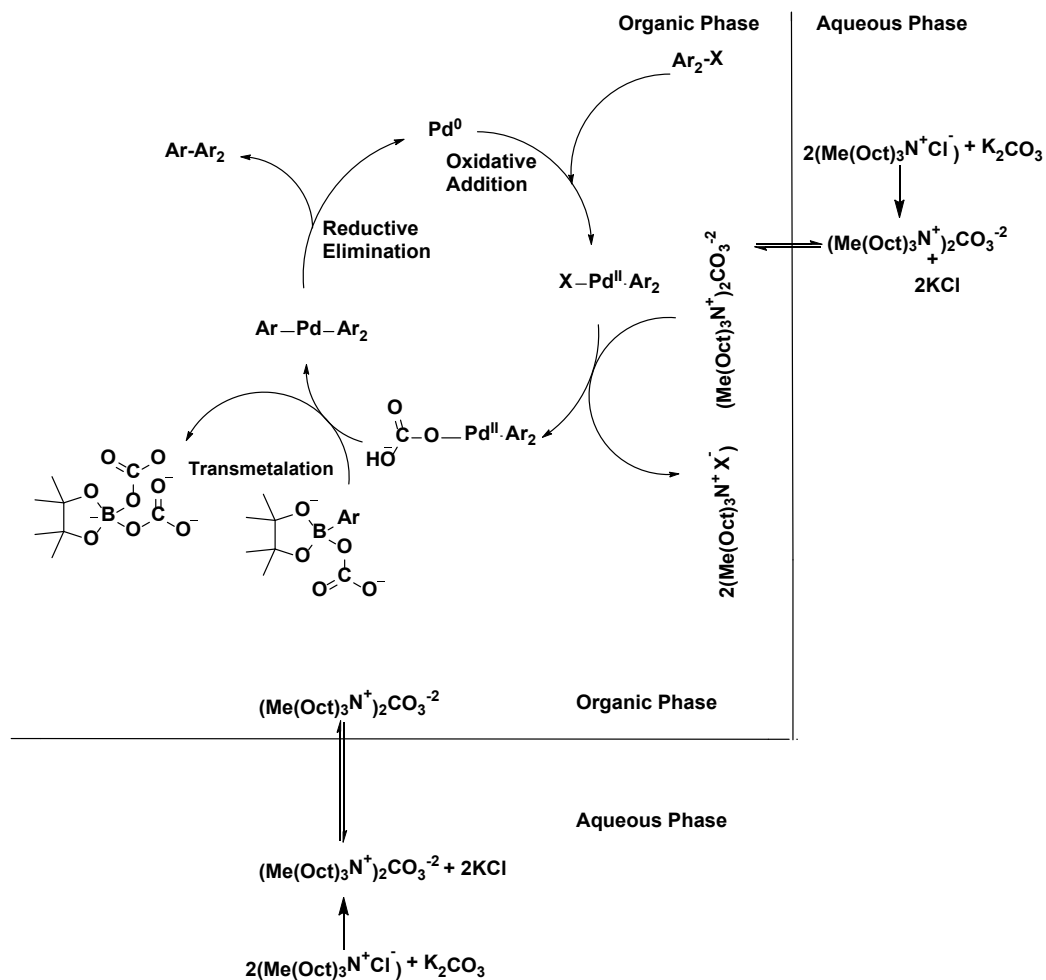 Organic Phase
Aqueous Phase
Ar2-X
Pd0
Ar-Ar2
Oxidative
Addition
2(Me(Oct)3N+Cl-) + K2CO3
Reductive
Elimination
(Me(Oct)3N+)2CO3-2
+
2KCl
(Me(Oct)3N+)2CO3-2
X-PdII-Ar2
Ar-Pd-Ar2
O
C
HO-
O-PdII-Ar2
Transmetalation
2(Me(Oct)3N+ X-)
O
C
O
O
O-
O
B-
O
O
C
O-
O-
Ar
O
B
O
O
C
O
O-
(Me(Oct)3N+)2CO3-2
Organic Phase
Aqueous Phase
(Me(Oct)3N+)2CO3-2 + 2KCl
2(Me(Oct)3N+Cl-) + K2CO3